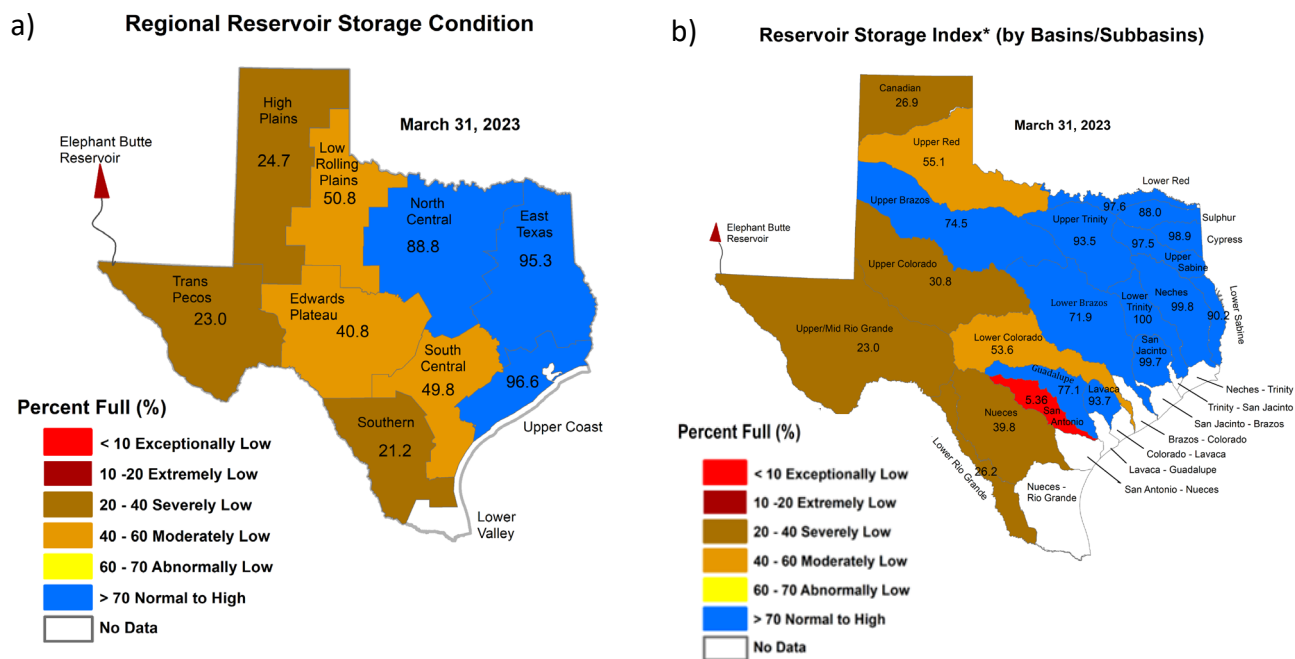 a)
Regional Reservoir Storage Condition
March 31, 2023
Elephant Butte
Reservoir
High
Plains
24.7
Low
Rolling
Plains
50.8
North
Central
88.8
East
Texas
95.3
Trans
Pecos
23.0
Edwards
Plateau
40.8
South
Central
49.8
96.6
Upper Coast
Southern
21.2
Lower
Valley
Percent Full (%)
< 10 Exceptionally Low
10 -20 Extremely Low
20 - 40 Severely Low
40 - 60 Moderately Low
60 - 70 Abnormally Low
> 70 Normal to High
No Data
b)
Reservoir Storage Index* (by Basins/Subbasins)
March 31, 2023
Elephant Butte
Reservoir
Canadian
26.9
Upper Red
55.1
Lower Red
97.6
88.0
Sulphur
Upper Brazos
74.5
Upper Trinity
93.5
97.5
98.9
Cypress
Upper
Sabine
Upper Colorado
30.8
Lower Brazos
71.9
Lower
Trinity
100
Neches
99.8
90.2
Lower Sabine
Upper/Mid Rio Grande
23.0
Lower Colorado
53.6
San
Jacinto
99.7
Guadalupe
77.1
Lavaca
93.7
5.36
San
Antonio
Nueces
39.8
26.2
Lower Rio Grande
Nueces -
Rio Grande
Neches - Trinity
Trinity - San Jacinto
San Jacinto - Brazos
Brazos - Colorado
Colorado - Lavaca
Lavaca - Guadalupe
San Antonio - Nueces
Percent Full (%)
< 10 Exceptionally Low
10 -20 Extremely Low
20 - 40 Severely Low
40 - 60 Moderately Low
60 - 70 Abnormally Low
> 70 Normal to High
No Data